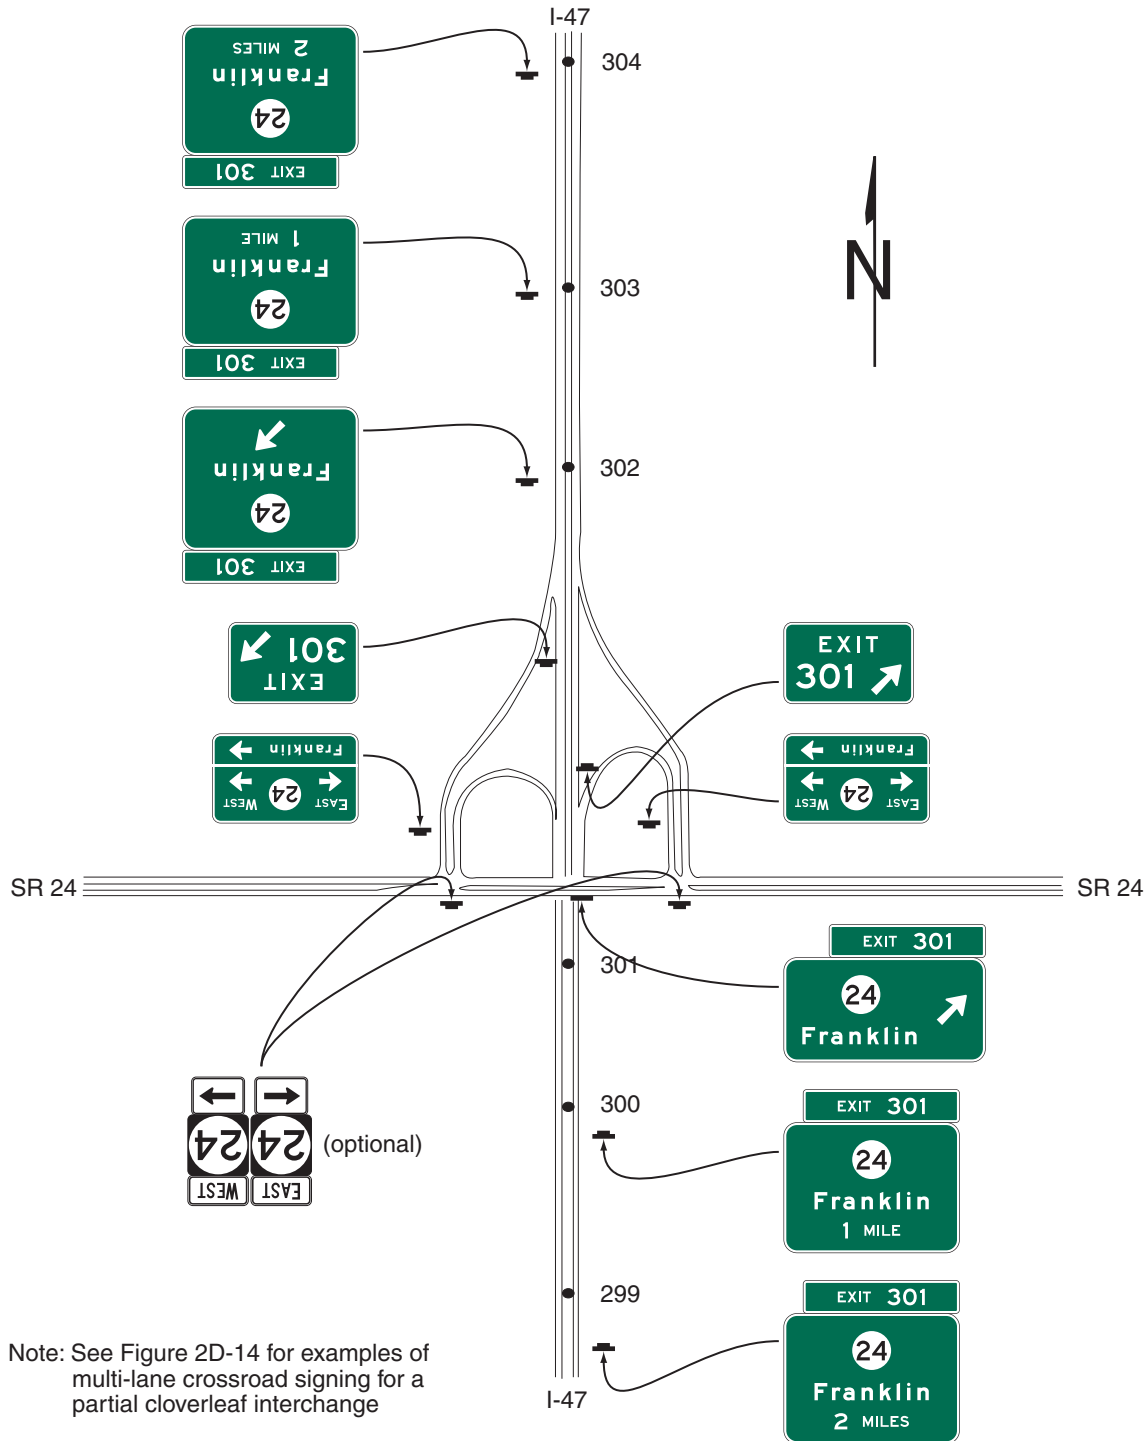 I-47
304
2 MILES
Franklin
24
EXIT 301
303
1 MILE
Franklin
24
EXIT 301
N
302
Franklin
24
EXIT 301
301
EXIT
EXIT
301
Franklin
EAST 24 WEST
Franklin
EAST 24 WEST
SR 24
SR 24
EXIT 301
24
Franklin
301
300
EXIT 301
24
Franklin
1 MILE
24 24
WEST EAST
(optional)
299
EXIT 301
24
Franklin
2 MILES
Note: See Figure 2D-14 for examples of
multi-lane crossroad signing for a
partial cloverleaf interchange
I-47